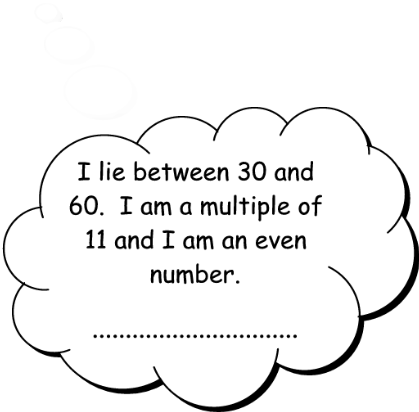 I lie between 30 and
60. I am a multiple of
11 and I am an even
number.
...............................